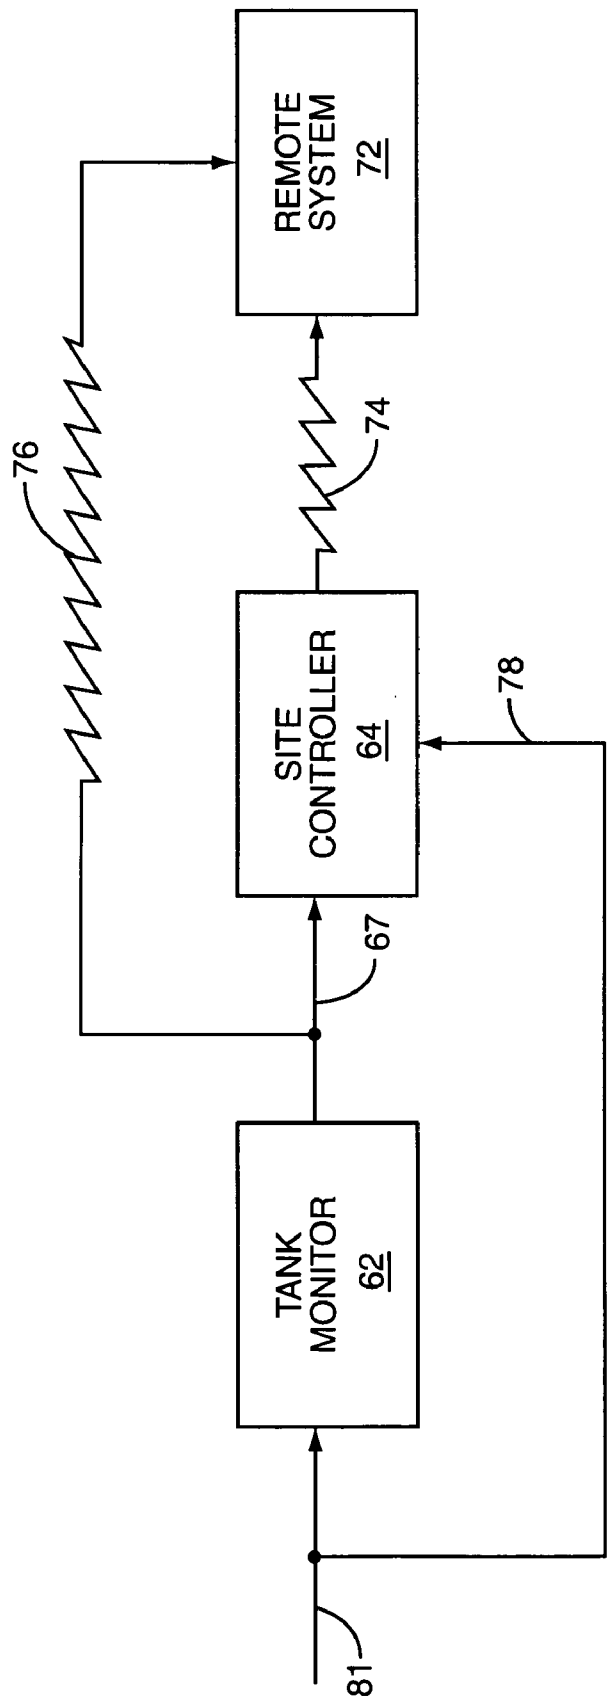 76
TANK
MONITOR
62
SITE
CONTROLLER
64
REMOTE
SYSTEM
72
81
67
74
78